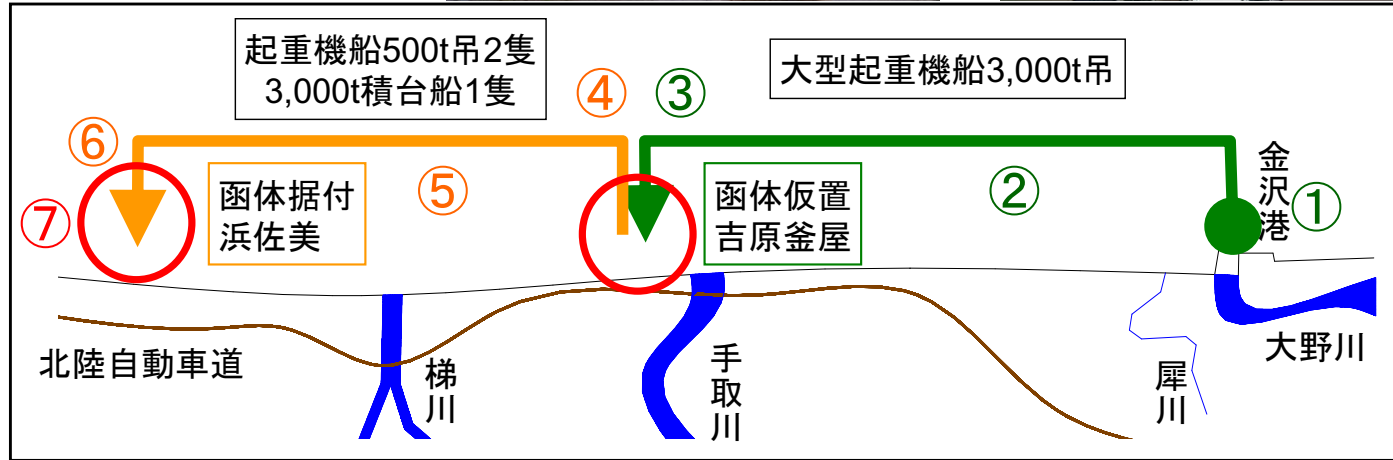 起重機船500t吊2隻
3,000t積台船1隻
大型起重機船3,000t吊
④
③
⑥
函体据付
浜佐美
⑤
函体仮置
吉原釜屋
②
金沢港
①
⑦
北陸自動車道
梯川
手取川
犀川
大野川